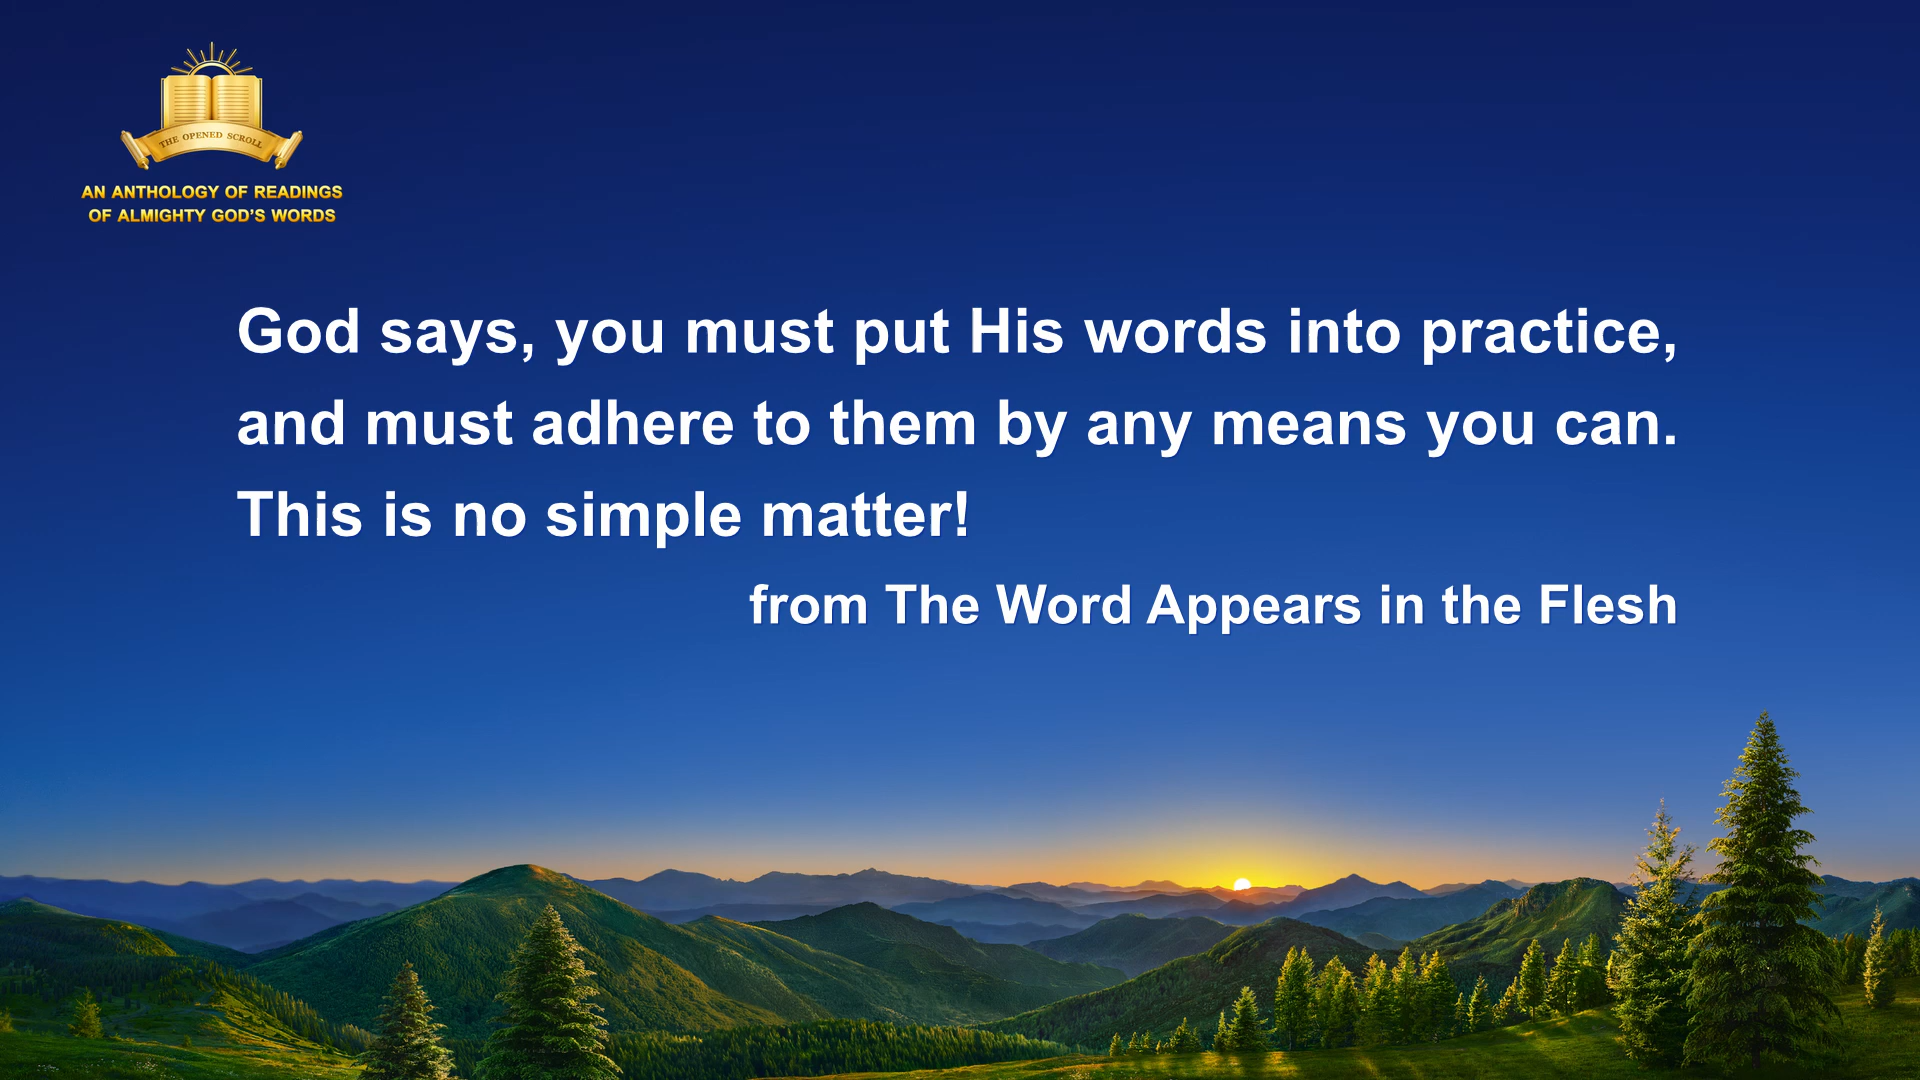 THE OPENED SCROLL
AN ANTHOLOGY OF READINGS
OF ALMIGHTY GOD'S WORDS
God says, you must put His words into practice,
and must adhere to them by any means you can.
This is no simple matter!
from The Word Appears in the Flesh